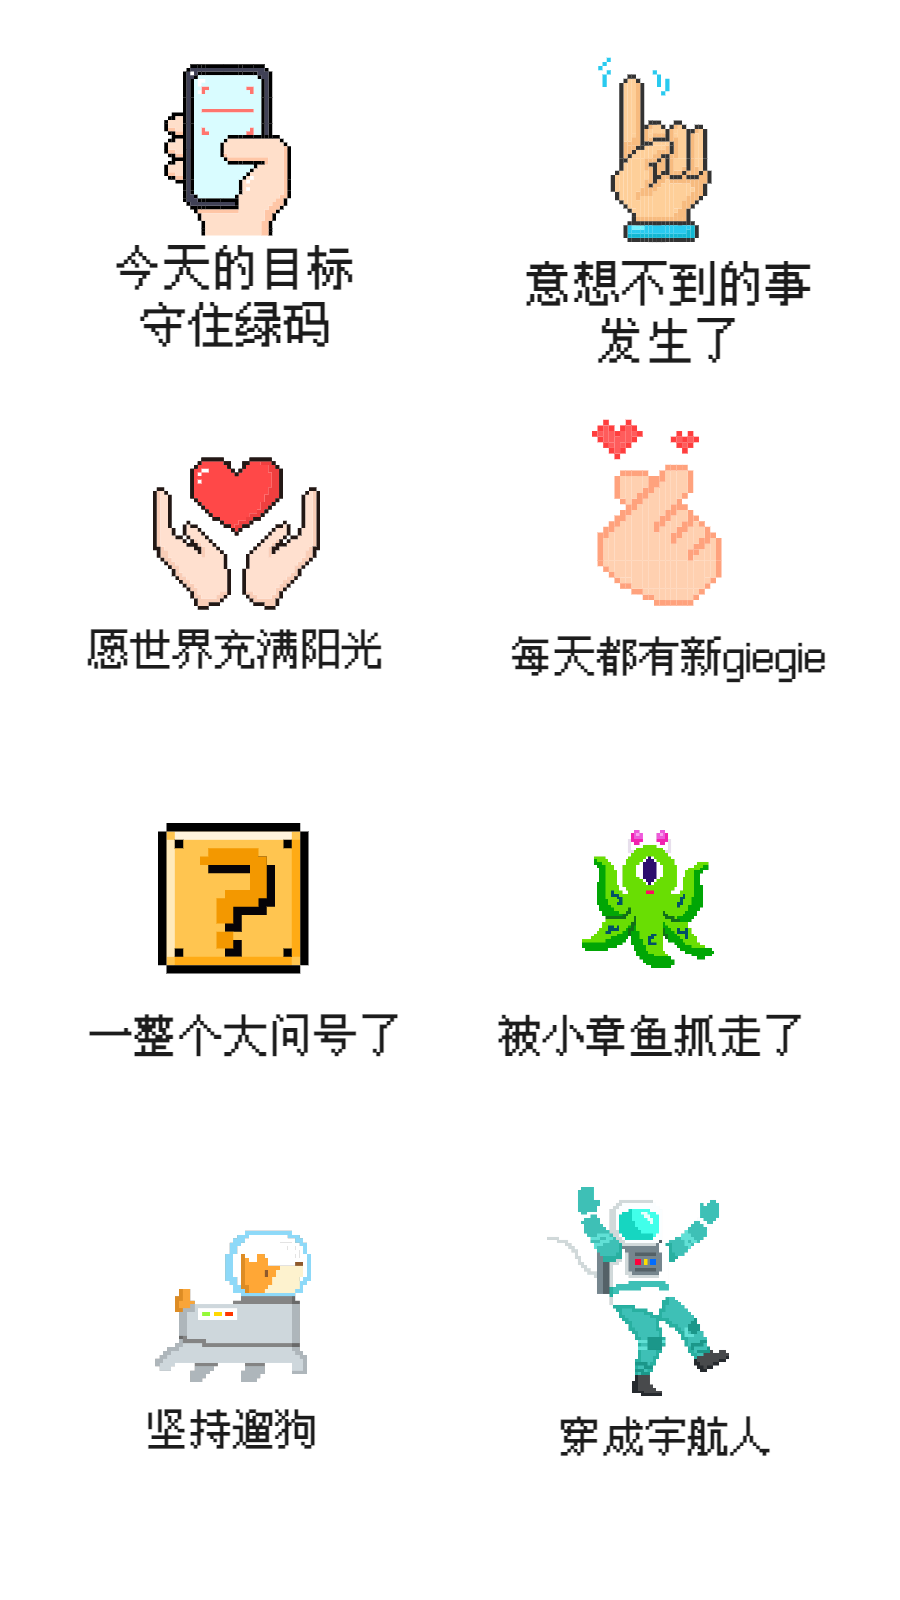 今天的目标
守住绿码
意想不到的事
发生了
愿世界充满阳光
每天都有新giegie
一整个大问号了
被小章鱼抓走了
坚持遛狗
穿成宇航人